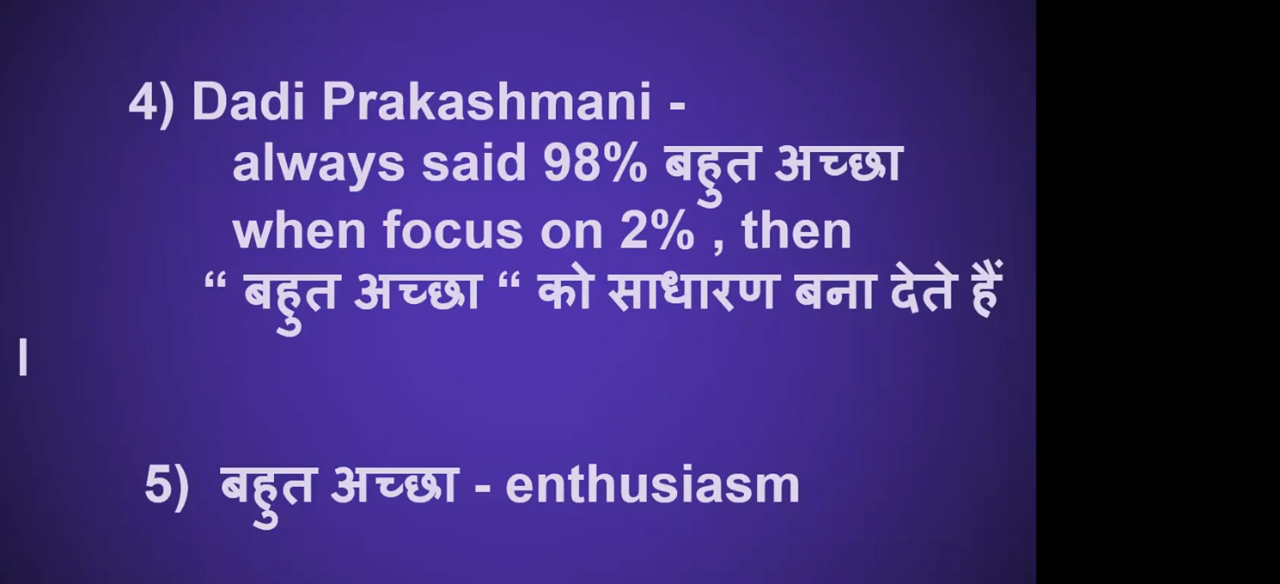 4) Dadi Prakashmani -
always said 98% बहुत अच्छा
when focus on 2% , then
“ बहुत अच्छा “ को साधारण बना देते हैं
।
5) बहुत अच्छा - enthusiasm